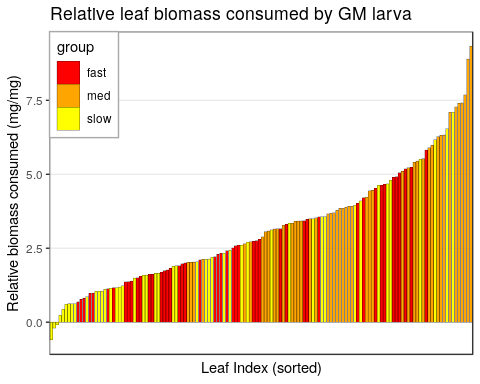 Relative leaf biomass consumed by GM larva
group
fast
med
slow
Relative biomass consumed (mg/mg)
7.5
5.0
2.5
0.0
Leaf Index (sorted)